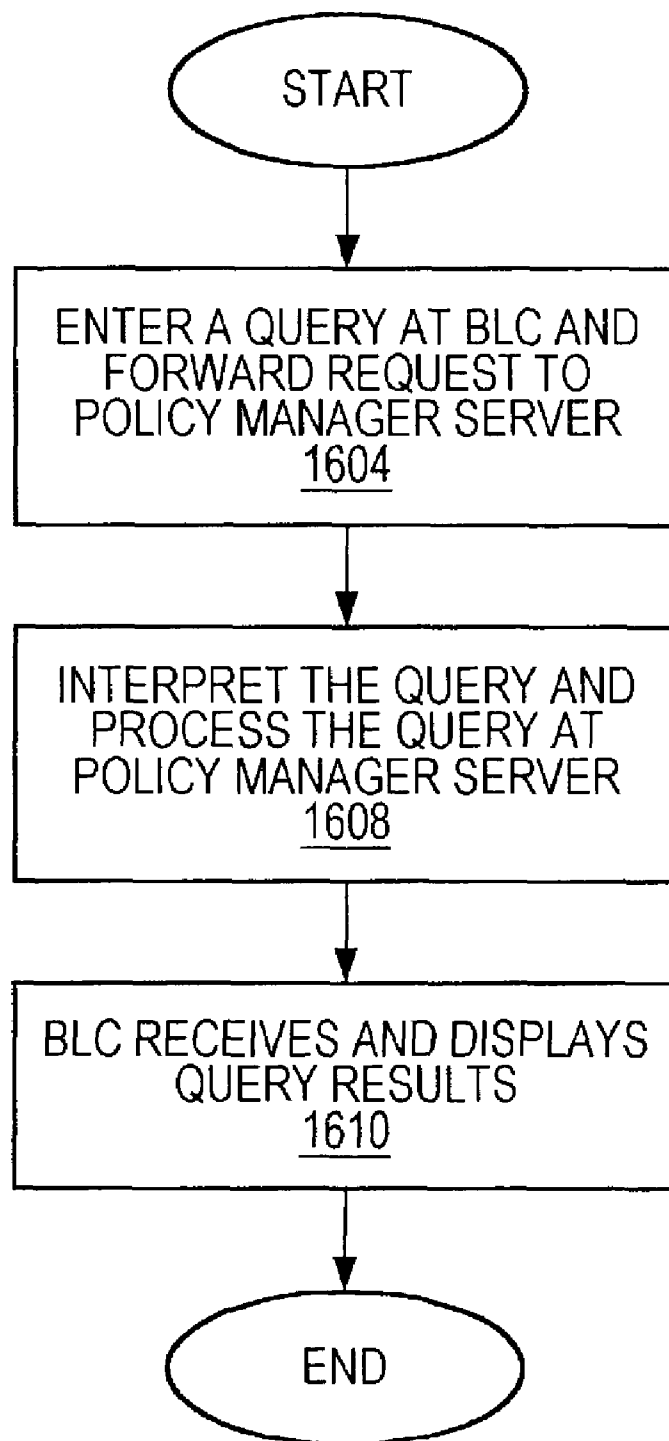 START
ENTER A QUERY AT BLC AND
FORWARD REQUEST TO
POLICY MANAGER SERVER
1604
INTERPRET THE QUERY AND
PROCESS THE QUERY AT
POLICY MANAGER SERVER
1608
BLC RECEIVES AND DISPLAYS
QUERY RESULTS
1610
END